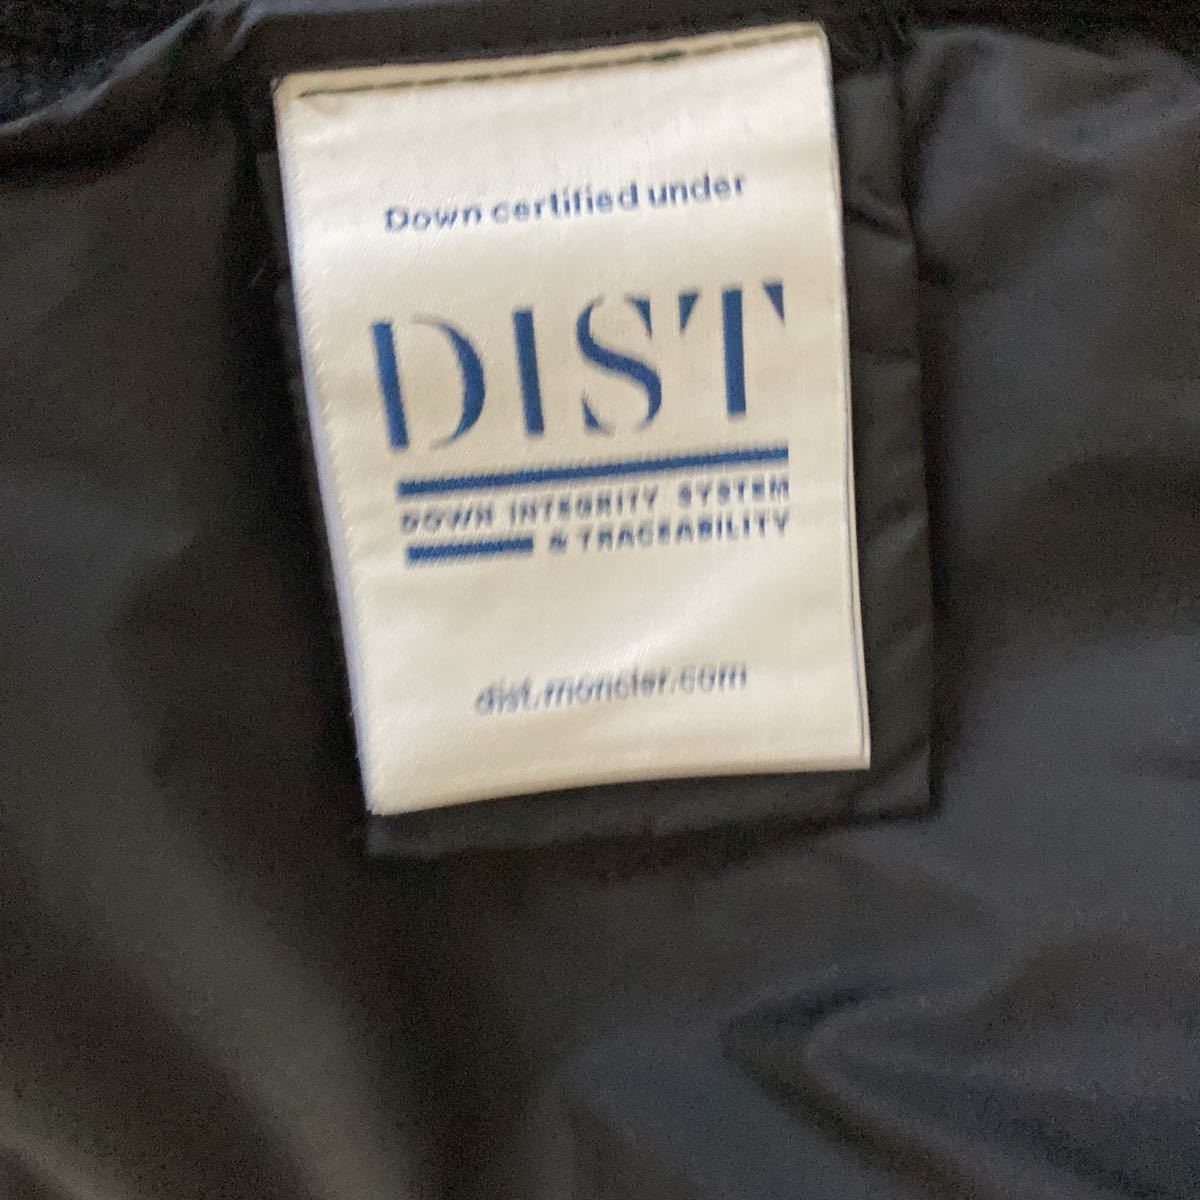 Down certified under
DIST
DOWN INTEGRITY SYSTEM
& TRACEABILITY
dist.moncler.com